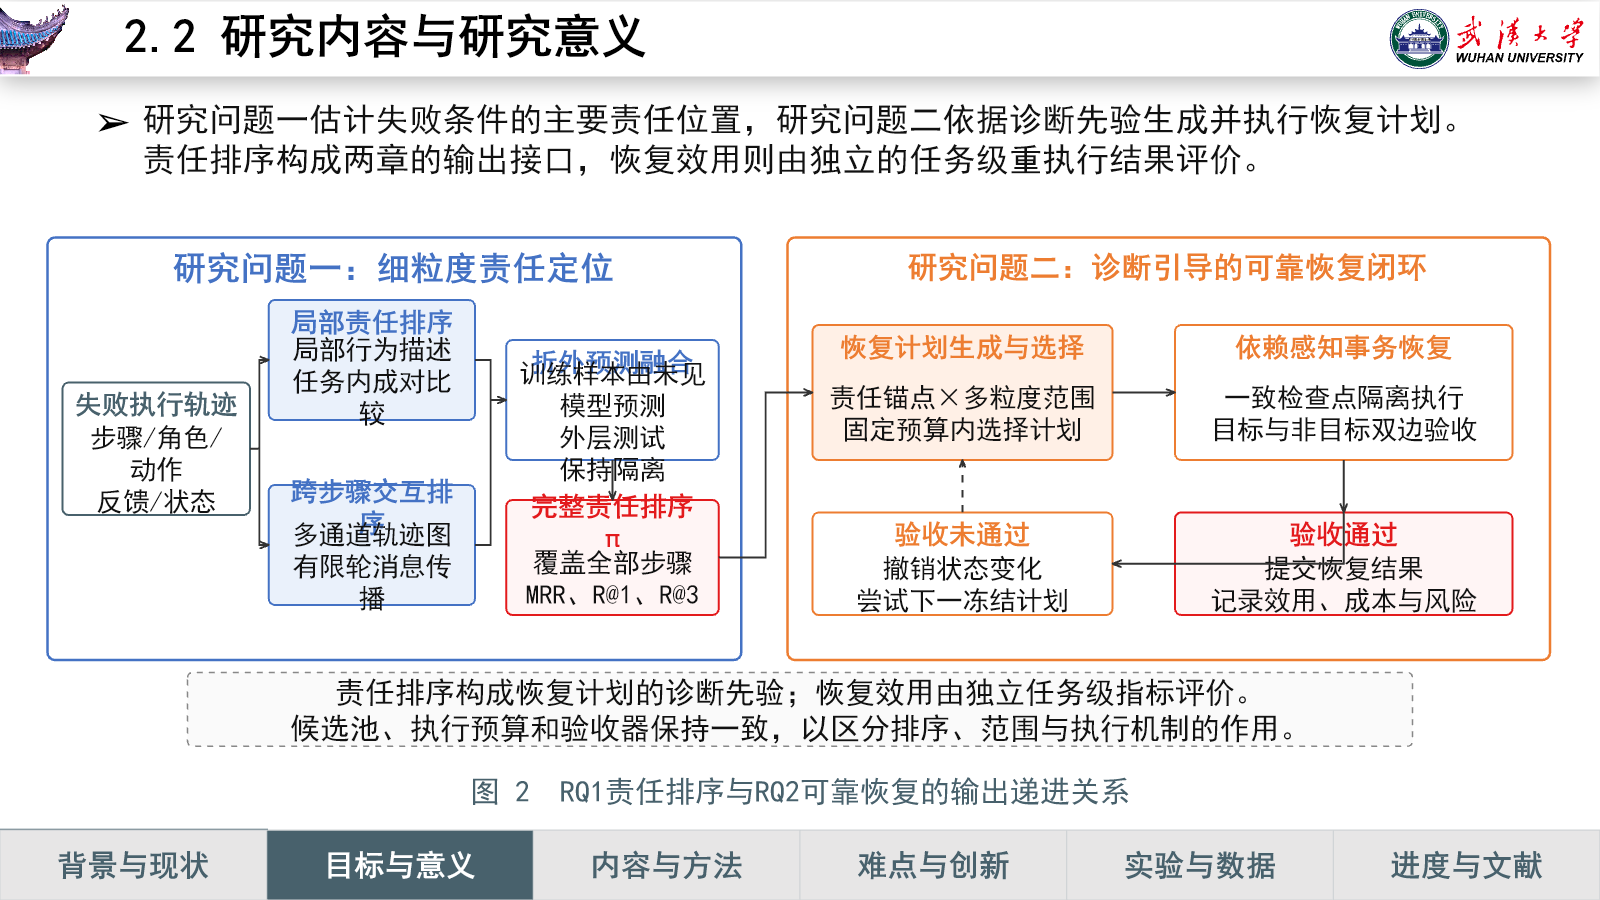 2.2 研究内容与研究意义
武漢大学
WUHAN UNIVERSITY
➢ 研究问题一估计失败条件的主要责任位置，研究问题二依据诊断先验生成并执行恢复计划。
责任排序构成两章的输出接口，恢复效用则由独立的任务级重执行结果评价。
研究问题一：细粒度责任定位
失败执行轨迹
步骤/角色/
动作
反馈/状态
局部责任排序
局部行为描述
任务内成对比
较
跨步骤交互排
序
多通道轨迹图
有限轮消息传
播
折外预测融合
训练样本由未见
模型预测
外层测试
保持隔离
完整责任排序
π
覆盖全部步骤
MRR、R@1、R@3
研究问题二：诊断引导的可靠恢复闭环
恢复计划生成与选择
责任锚点×多粒度范围
固定预算内选择计划
依赖感知事务恢复
一致检查点隔离执行
目标与非目标双边验收
验收未通过
撤销状态变化
尝试下一冻结计划
验收通过
提交恢复结果
记录效用、成本与风险
责任排序构成恢复计划的诊断先验；恢复效用由独立任务级指标评价。
候选池、执行预算和验收器保持一致，以区分排序、范围与执行机制的作用。
图 2 RQ1责任排序与RQ2可靠恢复的输出递进关系
背景与现状
目标与意义
内容与方法
难点与创新
实验与数据
进度与文献